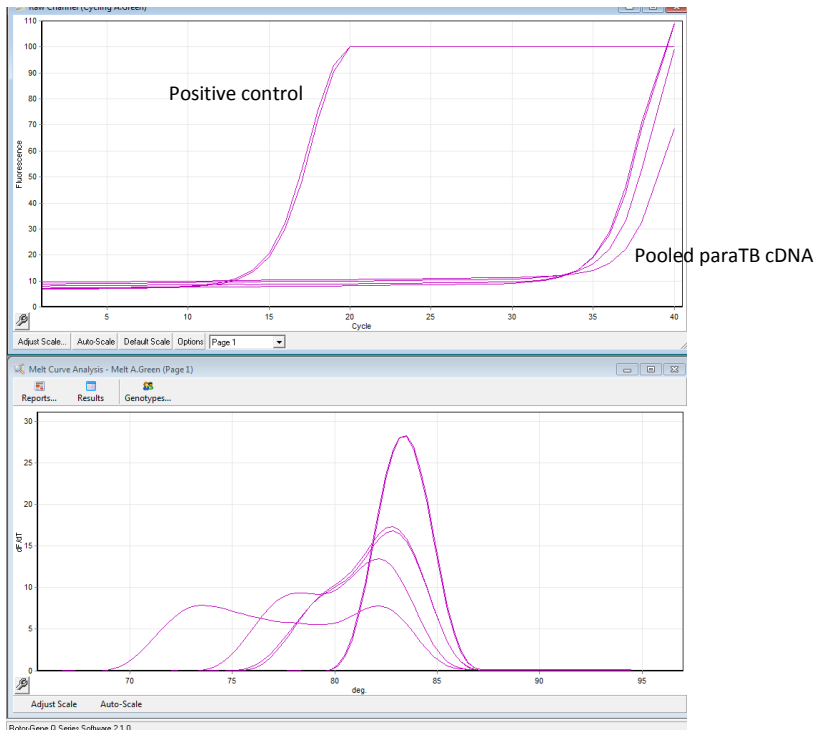 Raw Channel (Cycling A.Green)
110
100
90
80
70
60
50
40
30
20
10
0
Fluorescence
Positive control
Pooled paraTB cDNA
5 10 15 20 25 30 35 40
Cycle
Adjust Scale... Auto-Scale Default Scale Options Page 1
Melt Curve Analysis - Melt A.Green (Page 1)
Reports... Results Genotypes...
30
25
20
15
10
5
0
dF/dT
70 75 80 85 90 95
deg.
Adjust Scale Auto-Scale
Rotor-Gene Q Series Software 2.1.0